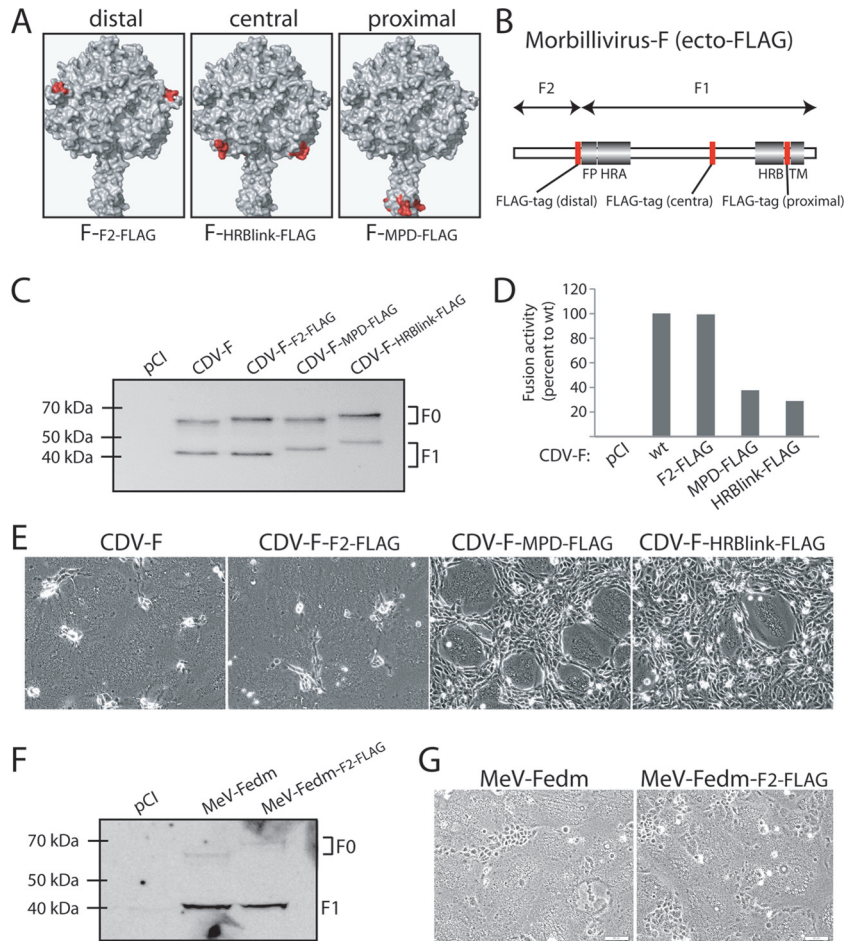 A
distal central proximal
F-F2-FLAG F-HRBlink-FLAG F-MPD-FLAG
B
Morbillivirus-F (ecto-FLAG)
F2 F1
FP HRA HRB TM
FLAG-tag (distal) FLAG-tag (centra) FLAG-tag (proximal)
C
pCI CDV-F CDV-F-F2-FLAG CDV-F-MPD-FLAG CDV-F-HRBlink-FLAG
70 kDa
50 kDa
40 kDa
F0
F1
D
Fusion activity
(percent to wt)
120
100
80
60
40
20
CDV-F: pCI wt F2-FLAG MPD-FLAG HRBlink-FLAG
E
CDV-F CDV-F-F2-FLAG CDV-F-MPD-FLAG CDV-F-HRBlink-FLAG
F
pCI MeV-Fedm MeV-Fedm-F2-FLAG
70 kDa
50 kDa
40 kDa
F0
F1
G
MeV-Fedm MeV-Fedm-F2-FLAG